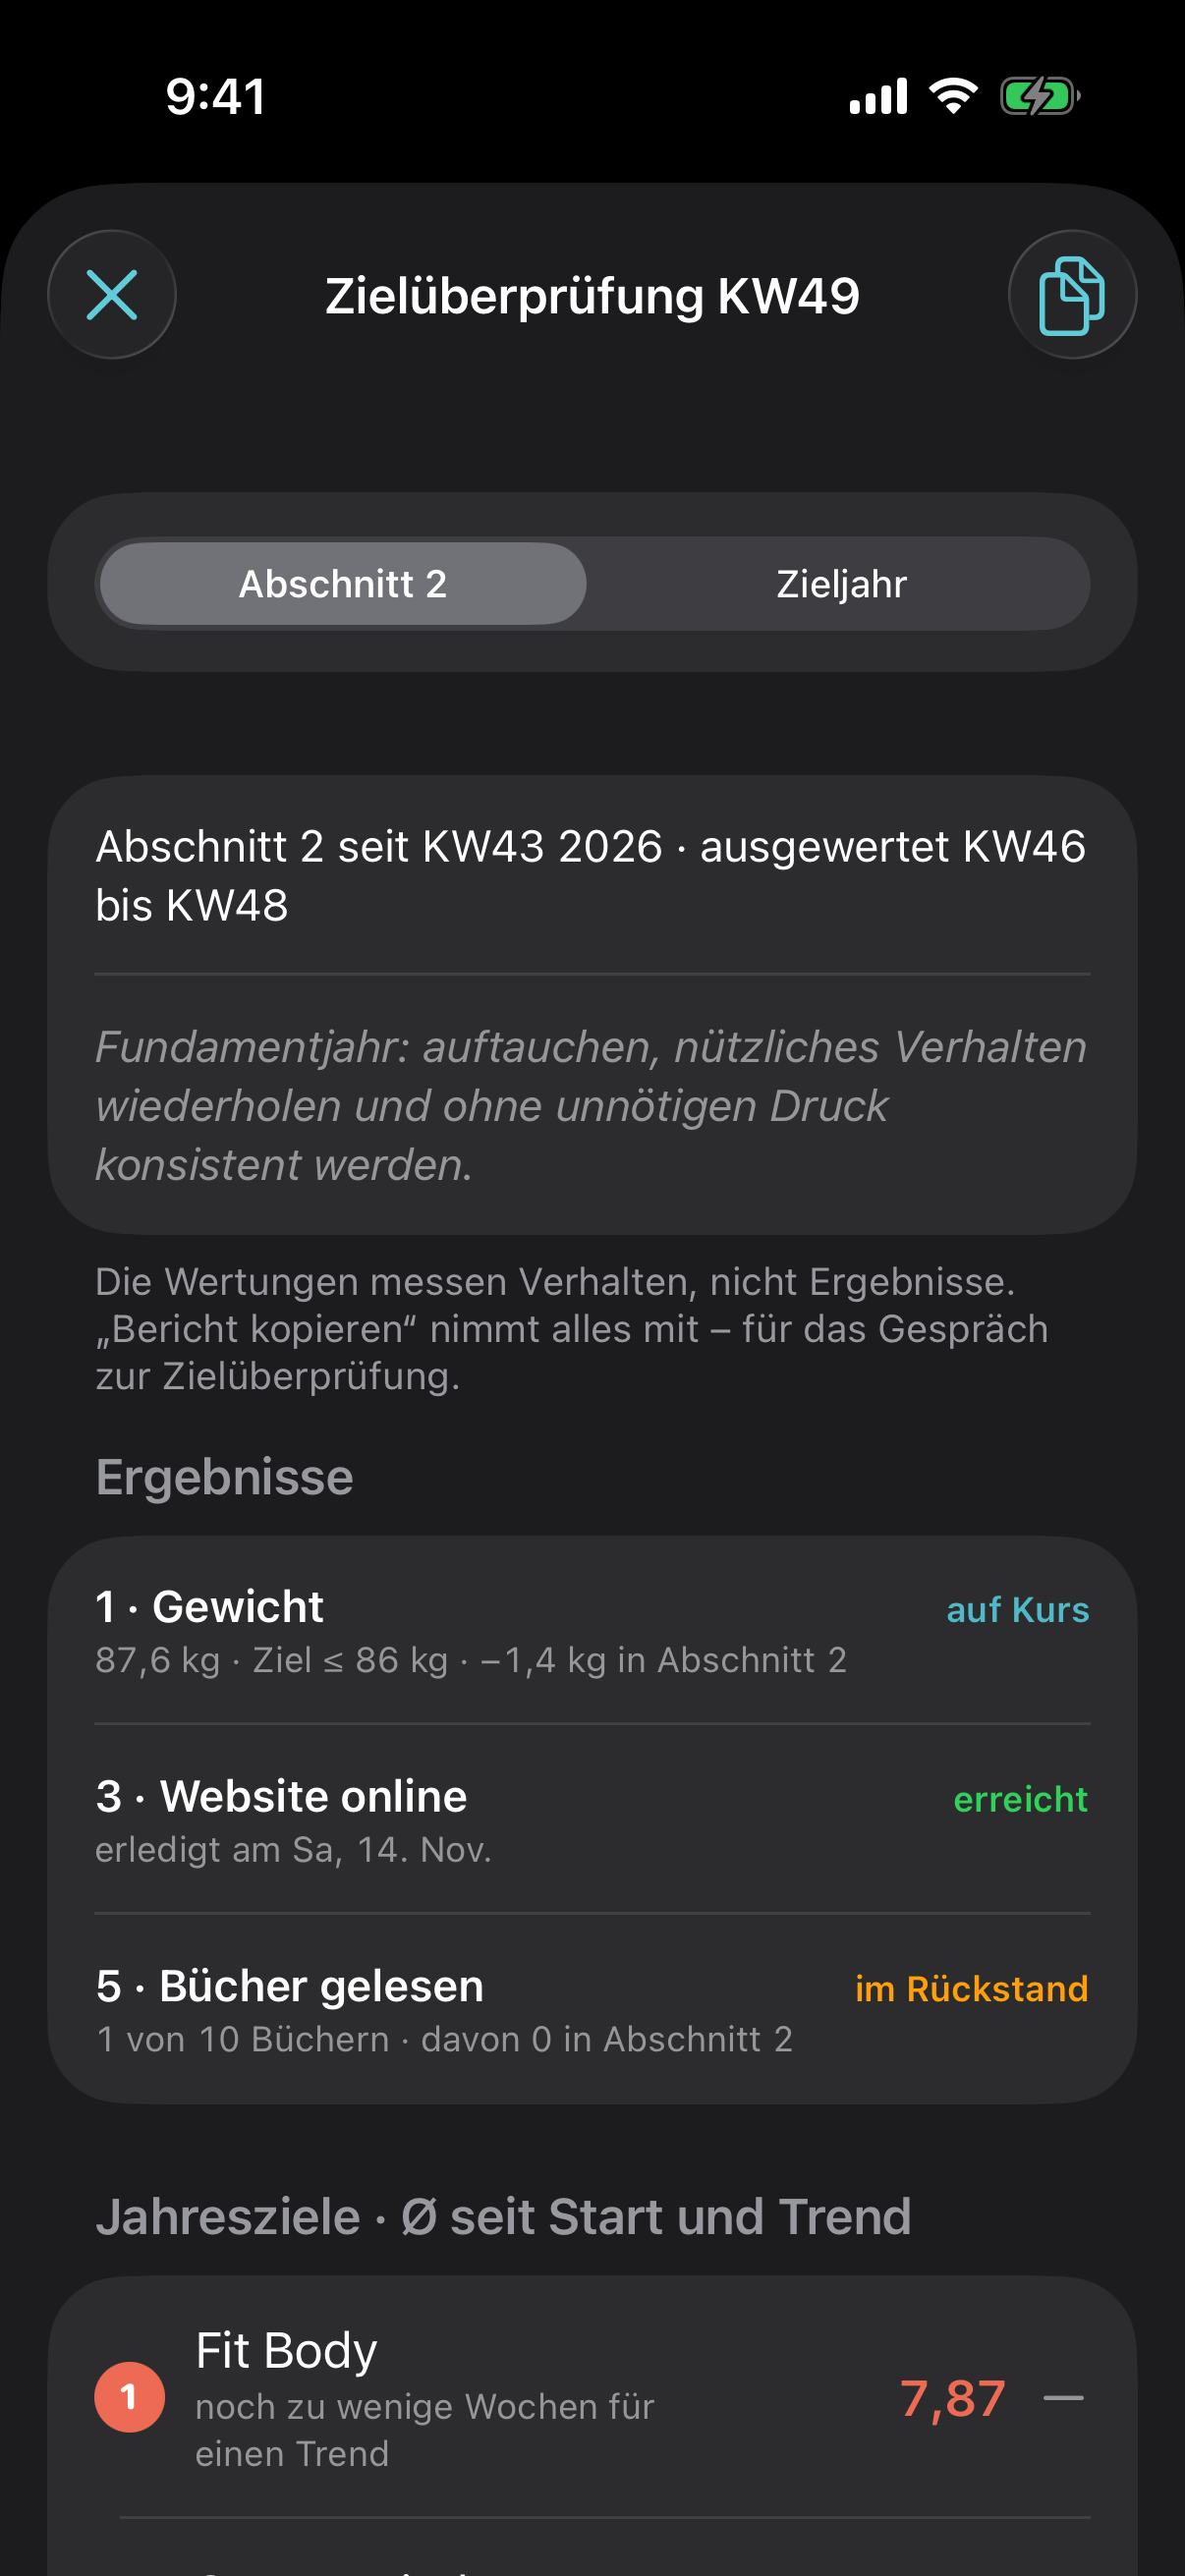 9:41
Zielüberprüfung KW49
Abschnitt 2
Zieljahr
Abschnitt 2 seit KW43 2026 · ausgewertet KW46
bis KW48
Fundamentjahr: auftauchen, nützliches Verhalten
wiederholen und ohne unnötigen Druck
konsistent werden.
Die Wertungen messen Verhalten, nicht Ergebnisse.
„Bericht kopieren“ nimmt alles mit – für das Gespräch
zur Zielüberprüfung.
Ergebnisse
1 · Gewicht
auf Kurs
87,6 kg · Ziel ≤ 86 kg · −1,4 kg in Abschnitt 2
3 · Website online
erreicht
erledigt am Sa, 14. Nov.
5 · Bücher gelesen
im Rückstand
1 von 10 Büchern · davon 0 in Abschnitt 2
Jahresziele · Ø seit Start und Trend
Fit Body
1
noch zu wenige Wochen für
einen Trend
7,87 —